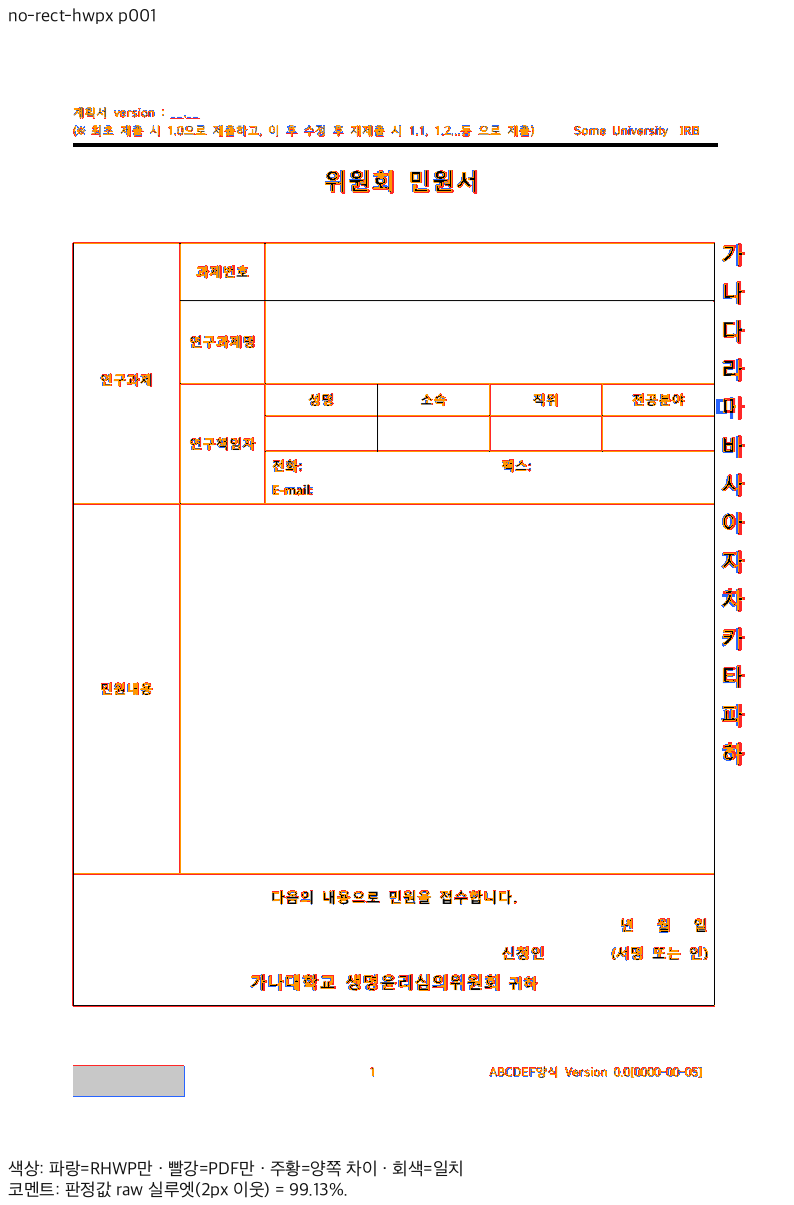 no-rect-hwpx p001
계획서 version : __.__
(※ 최초 제출 시 1.0으로 제출하고, 이 후 수정 후 재제출 시 1.1, 1.2...등 으로 제출) Soma University IRB
위원회 민원서
연구과제
과제번호
연구과제명
연구책임자
성명 소속 직위 전공분야
전화: 팩스:
E-mail:
민원내용
다음의 내용으로 민원을 접수합니다.
년 월 일
신청인 (서명 또는 인)
가나대학교 생명윤리심의위원회 귀하
가
나
다
라
마
바
사
아
자
차
카
타
파
하
1 ABCDEF양식 Version 0.0[0000-00-05]
색상: 파랑=RHWP만 · 빨강=PDF만 · 주황=양쪽 차이 · 회색=일치
코멘트: 판정값 raw 실루엣(2px 이웃) = 99.13%.